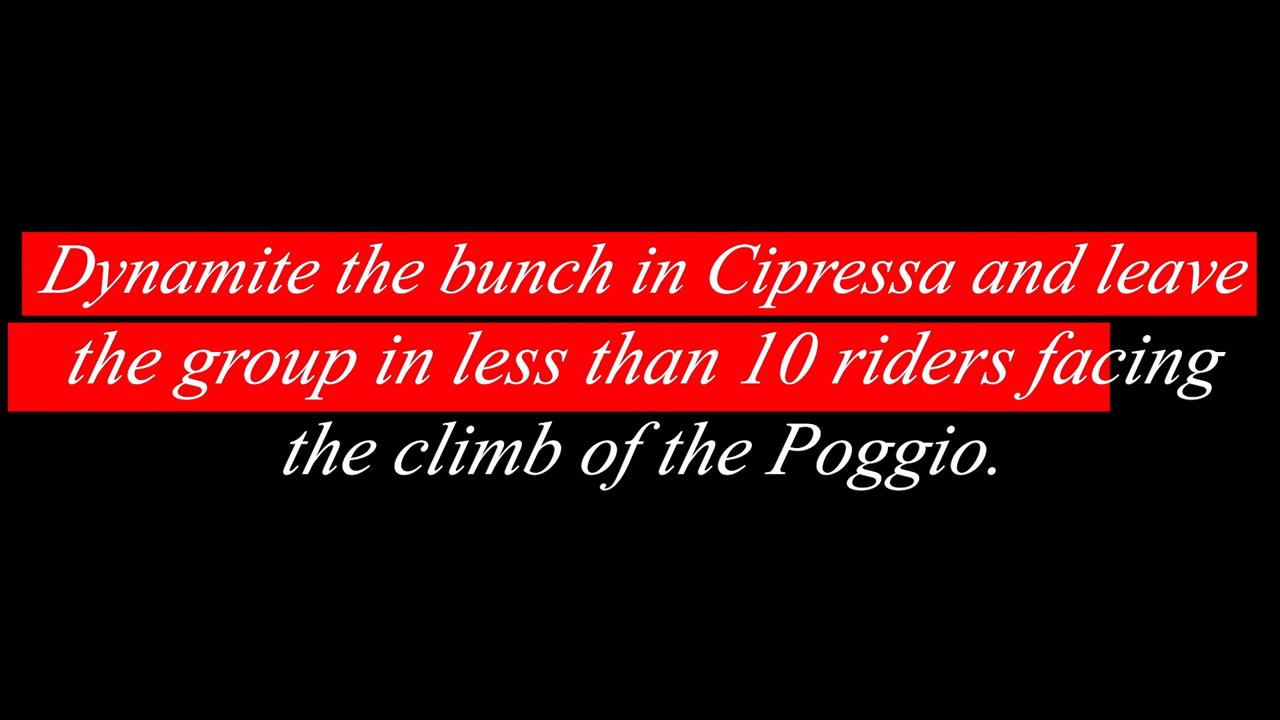 Dynamite the bunch in Cipressa and leave
the group in less than 10 riders facing
the climb of the Poggio.